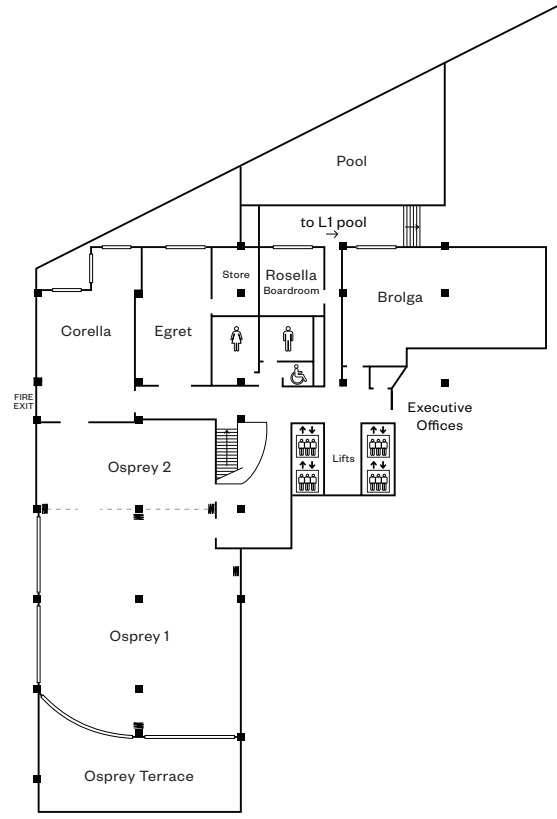 Pool
to L1 pool
Store
Rosella
Boardroom
Brolga
Corella
Egret
FIRE
EXIT
Executive
Offices
Lifts
Osprey 2
Osprey 1
Osprey Terrace